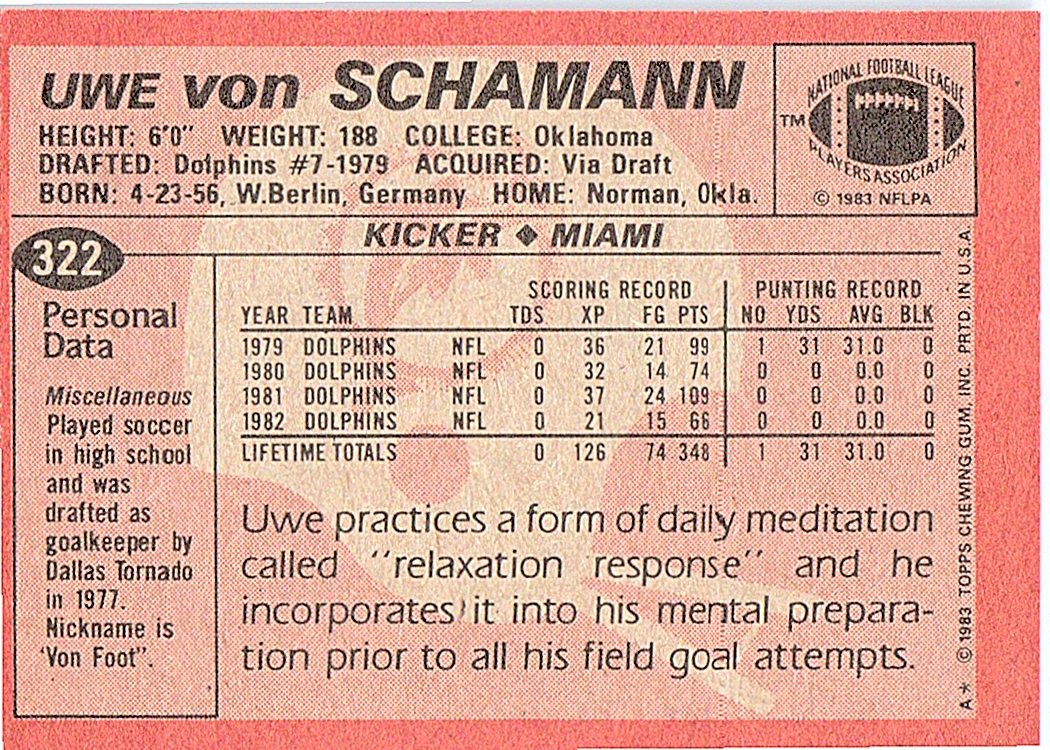 UWE von SCHAMANN
HEIGHT: 6'0" WEIGHT: 188 COLLEGE: Oklahoma
DRAFTED: Dolphins #7-1979 ACQUIRED: Via Draft
BORN: 4-23-56, W.Berlin, Germany HOME: Norman, Okla.
NATIONAL FOOTBALL LEAGUE
TM
PLAYERS ASSOCIATION
© 1983 NFLPA
KICKER ◆ MIAMI
322
Personal
Data
Miscellaneous
Played soccer
in high school
and was
drafted as
goalkeeper by
Dallas Tornado
in 1977.
Nickname is
'Von Foot".
SCORING RECORD PUNTING RECORD
YEAR TEAM TDS XP FG PTS NO YDS AVG BLK
1979 DOLPHINS NFL 0 36 21 99 1 31 31.0 0
1980 DOLPHINS NFL 0 32 14 74 0 0 0.0 0
1981 DOLPHINS NFL 0 37 24 109 0 0 0.0 0
1982 DOLPHINS NFL 0 21 15 66 0 0 0.0 0
LIFETIME TOTALS 0 126 74 348 1 31 31.0 0
Uwe practices a form of daily meditation
called "relaxation response" and he
incorporates it into his mental prepara-
tion prior to all his field goal attempts.
A* © 1983 TOPPS CHEWING GUM, INC. PRTD. IN U.S.A.